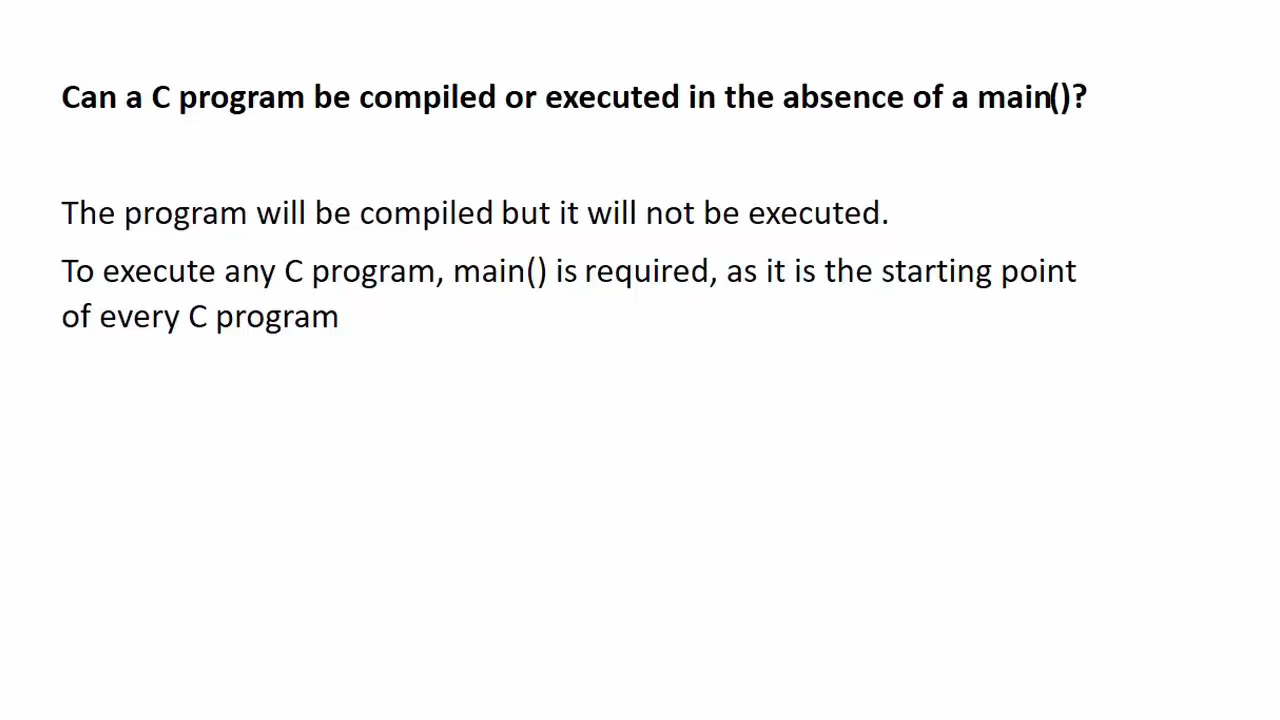 Can a C program be compiled or executed in the absence of a main()?
The program will be compiled but it will not be executed.
To execute any C program, main() is required, as it is the starting point
of every C program